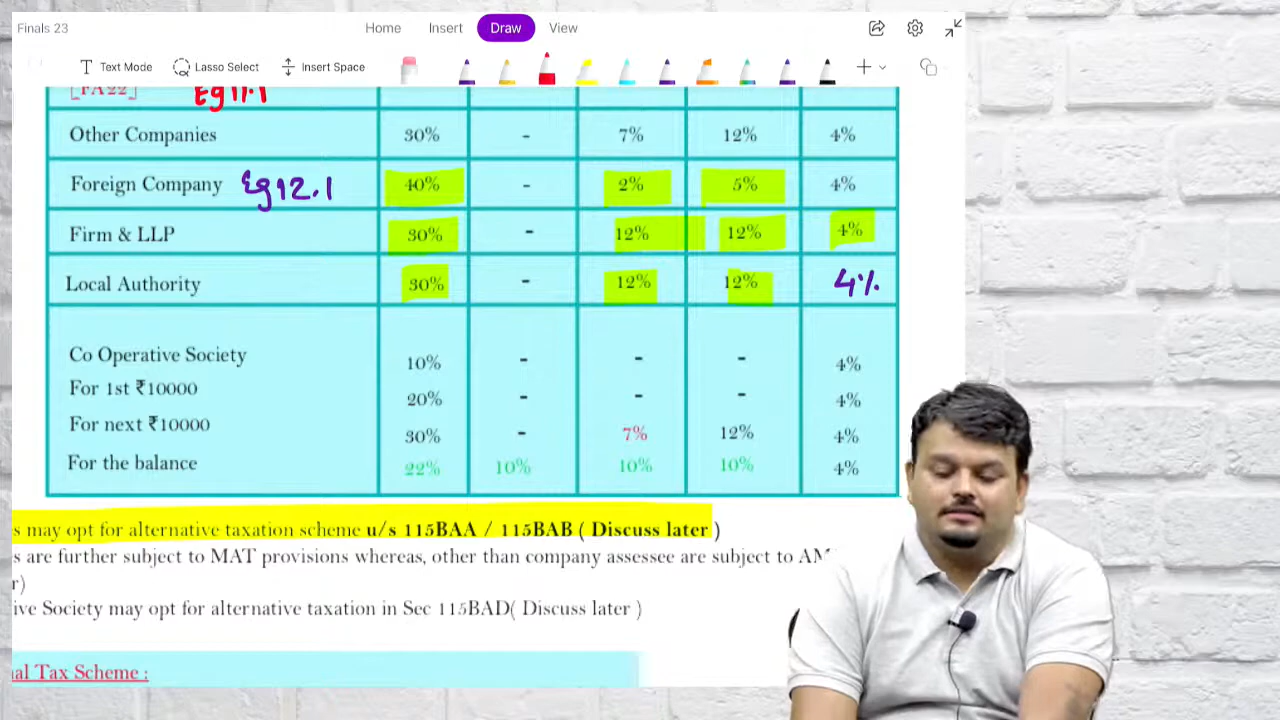 Finals 23
Home Insert Draw View
Text Mode Lasso Select Insert Space
[FA22] Eg 11.1
Other Companies 30% - 7% 12% 4%
Foreign Company Eg 12.1 40% - 2% 5% 4%
Firm & LLP 30% - 12% 12% 4%
Local Authority 30% - 12% 12% 4%
Co Operative Society 10% - - - 4%
For 1st ₹10000 20% - - - 4%
For next ₹10000 30% - 7% 12% 4%
For the balance 22% 10% 10% 10% 4%
s may opt for alternative taxation scheme u/s 115BAA / 115BAB ( Discuss later )
s are further subject to MAT provisions whereas, other than company assessee are subject to AM
r)
ive Society may opt for alternative taxation in Sec 115BAD( Discuss later )
al Tax Scheme :